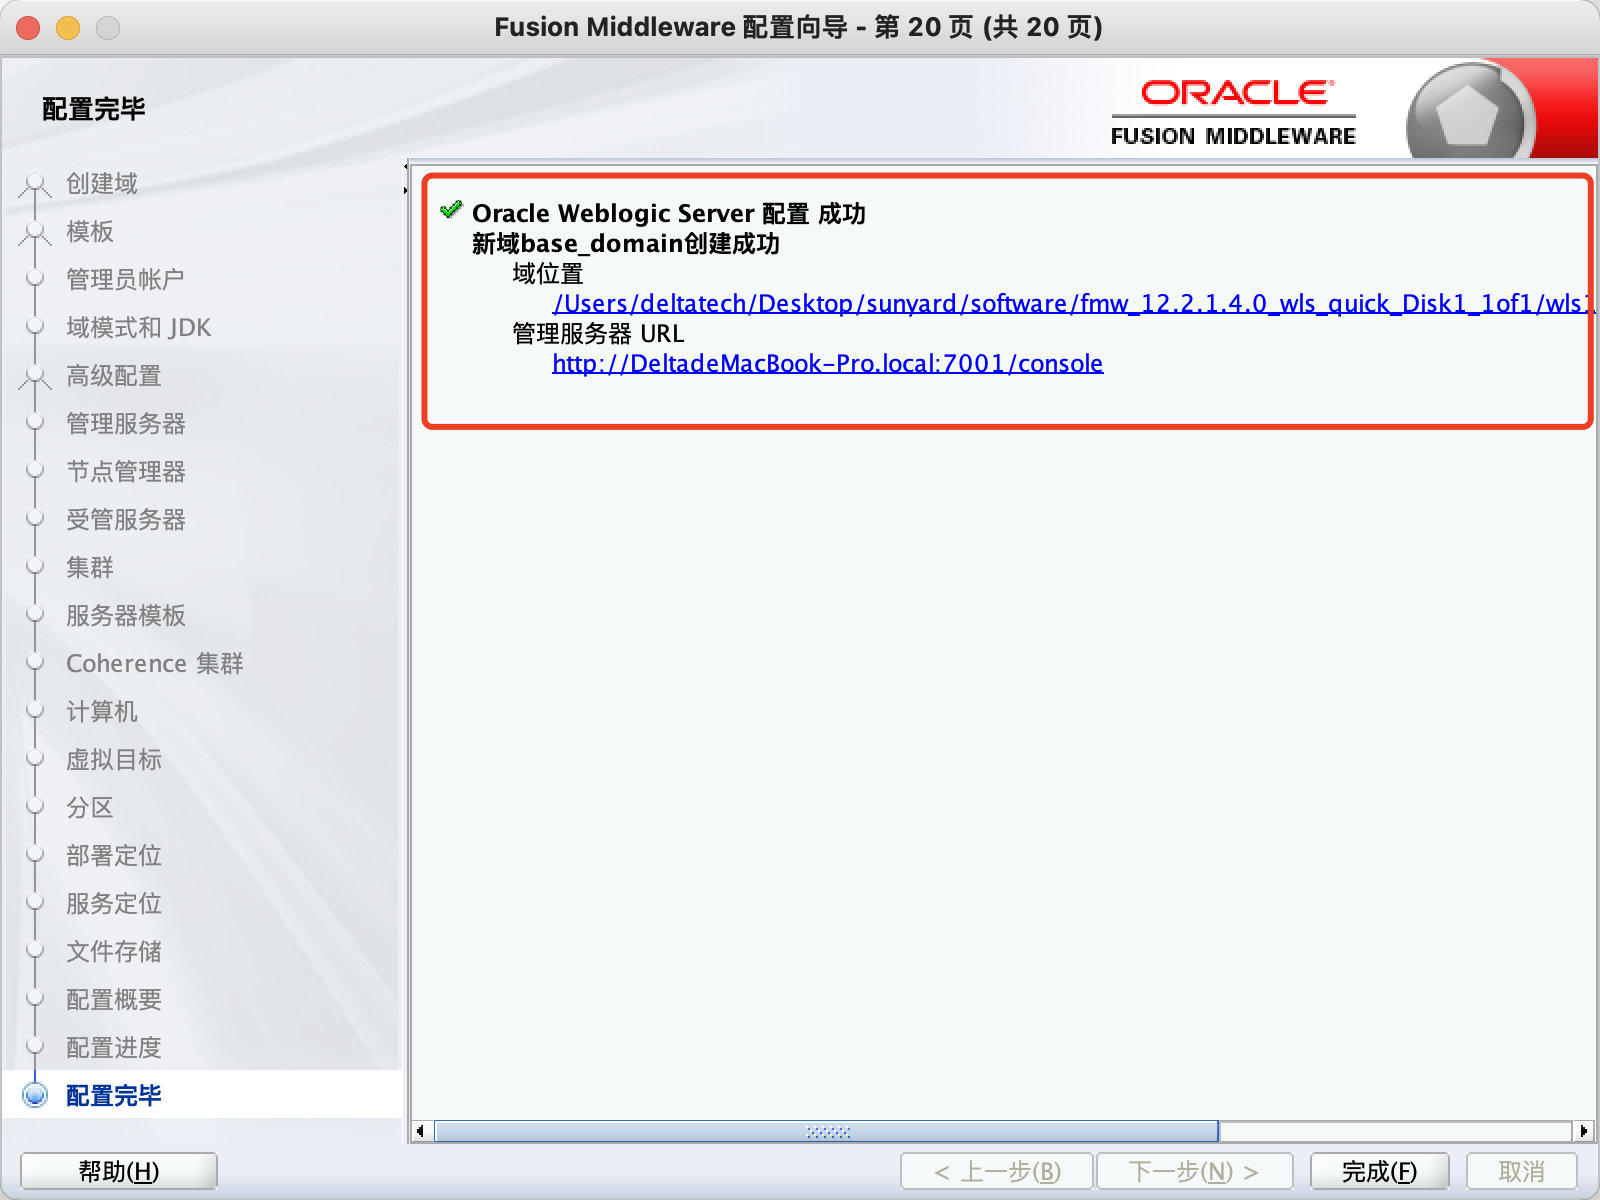 Fusion Middleware 配置向导 - 第 20 页 (共 20 页)
配置完毕
ORACLE
FUSION MIDDLEWARE
创建域
模板
管理员帐户
域模式和 JDK
高级配置
管理服务器
节点管理器
受管服务器
集群
服务器模板
Coherence 集群
计算机
虚拟目标
分区
部署定位
服务定位
文件存储
配置概要
配置进度
配置完毕
Oracle Weblogic Server 配置 成功
新域base_domain创建成功
域位置
/Users/deltatech/Desktop/sunyard/software/fmw_12.2.1.4.0_wls_quick_Disk1_1of1/wls1
管理服务器 URL
http://DeltadeMacBook-Pro.local:7001/console
帮助(H)
< 上一步(B)
下一步(N) >
完成(F)
取消